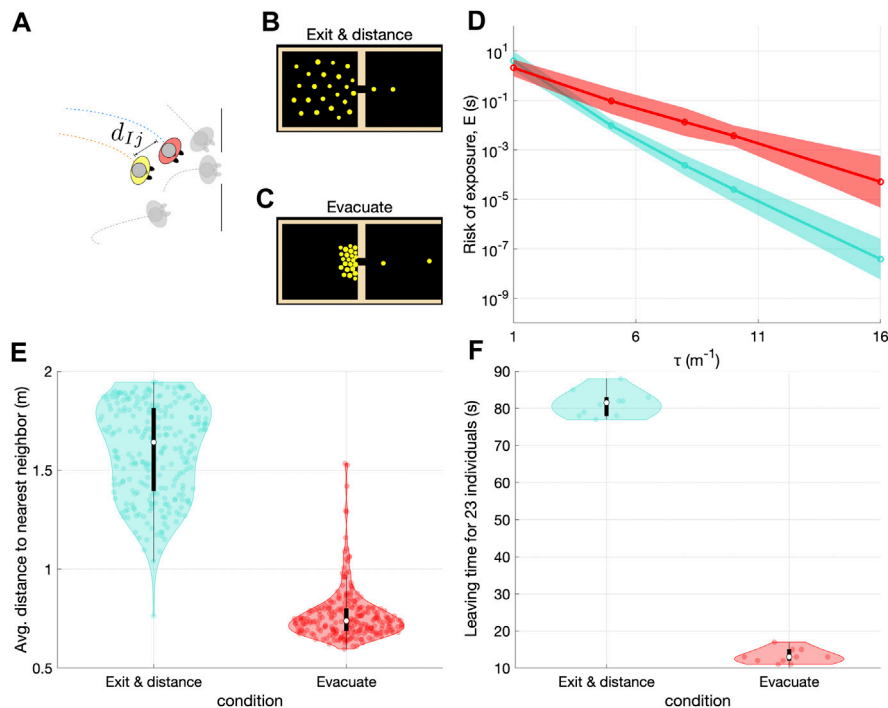 A
d_{Ij}
B
Exit & distance
C
Evacuate
D
Risk of exposure, E (s)
10^1
10^-1
10^-3
10^-5
10^-7
10^-9
1
6
11
16
τ (m^-1)
E
Avg. distance to nearest neighbor (m)
2
1.5
1
0.5
Exit & distance
Evacuate
condition
F
Leaving time for 23 individuals (s)
90
80
70
60
50
40
30
20
10
Exit & distance
Evacuate
condition